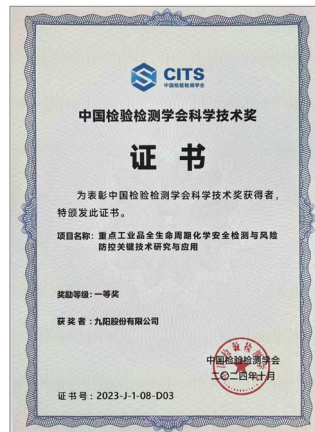 CITS
中国检验检测学会
中国检验检测学会科学技术奖
证书
为表彰中国检验检测学会科学技术奖获得者，
特颁发此证书。
项目名称：重点工业品全生命周期化学安全检测与风险
防控关键技术研究与应用
奖励等级：一等奖
获奖者：九阳股份有限公司
中国检验检测学会
二〇二四年十月
证书号：2023-J-1-08-D03